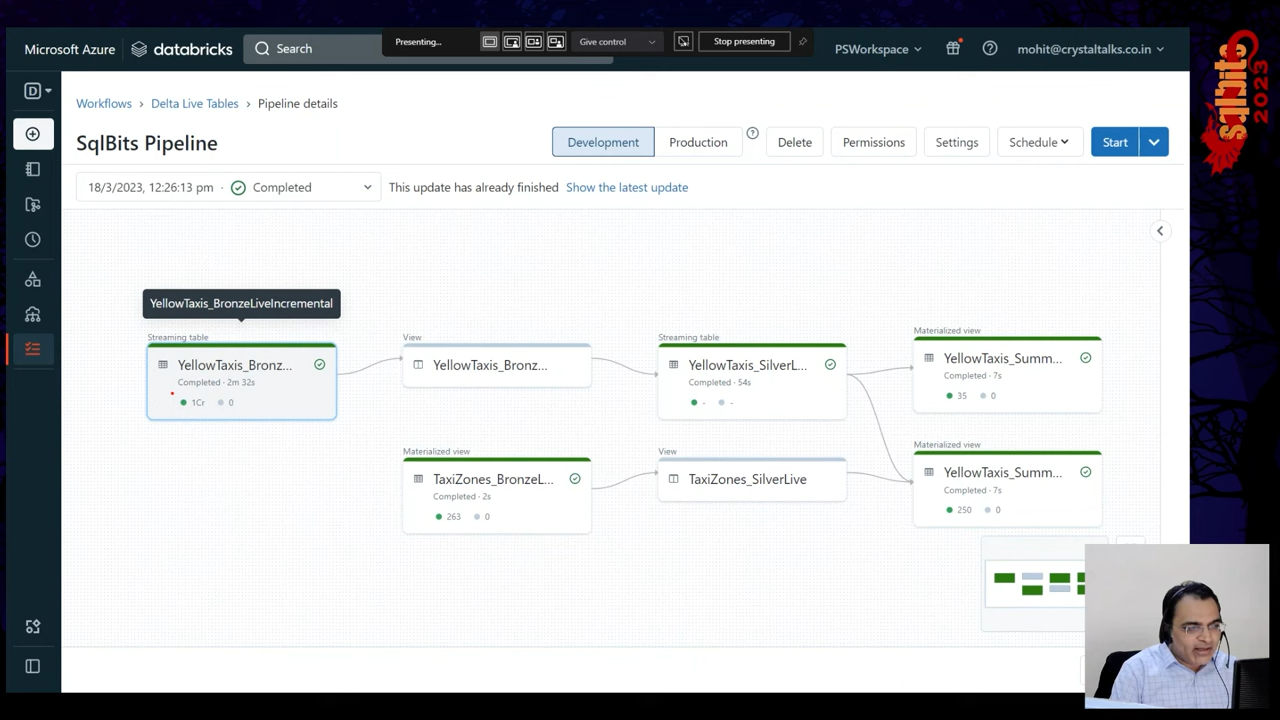 Microsoft Azure
databricks
Search
Presenting...
Give control
Stop presenting
PSWorkspace
mohit@crystaltalks.co.in
sqlbits 2023
D
Workflows > Delta Live Tables > Pipeline details
SqlBits Pipeline
Development
Production
Delete
Permissions
Settings
Schedule
Start
18/3/2023, 12:26:13 pm · Completed
This update has already finished
Show the latest update
YellowTaxis_BronzeLiveIncremental
Streaming table
YellowTaxis_Bronz...
Completed · 2m 32s
1Cr 0
View
YellowTaxis_Bronz...
Streaming table
YellowTaxis_SilverL...
Completed · 54s
- -
Materialized view
YellowTaxis_Summ...
Completed · 7s
35 0
Materialized view
TaxiZones_BronzeL...
Completed · 2s
263 0
View
TaxiZones_SilverLive
Materialized view
YellowTaxis_Summ...
Completed · 7s
250 0